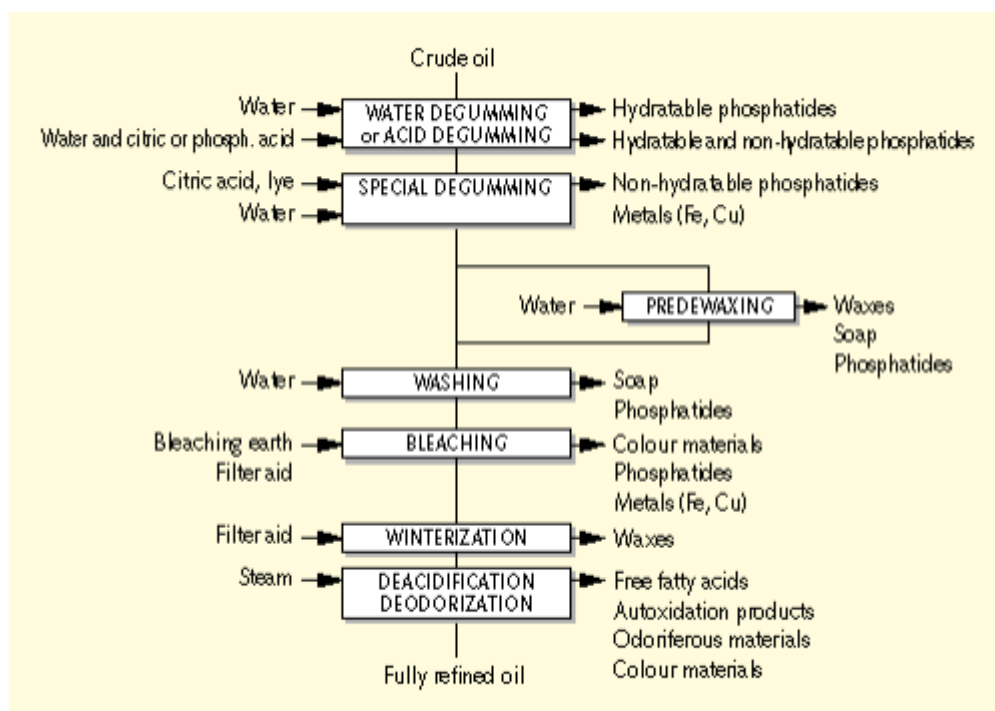 Crude oil
Water
WATER DEGUMMING
Hydratable phosphatides
Water and citric or phosph. acid
or ACID DEGUMMING
Hydratable and non-hydratable phosphatides
Citric acid, lye
SPECIAL DEGUMMING
Non-hydratable phosphatides
Water
Metals (Fe, Cu)
Water
PREDEWAXING
Waxes
Soap
Phosphatides
Water
WASHING
Soap
Phosphatides
Bleaching earth
BLEACHING
Colour materials
Filter aid
Phosphatides
Metals (Fe, Cu)
Filter aid
WINTERIZATION
Waxes
Steam
DEACIDIFICATION
Free fatty acids
DEODORIZATION
Autoxidation products
Odoriferous materials
Colour materials
Fully refined oil